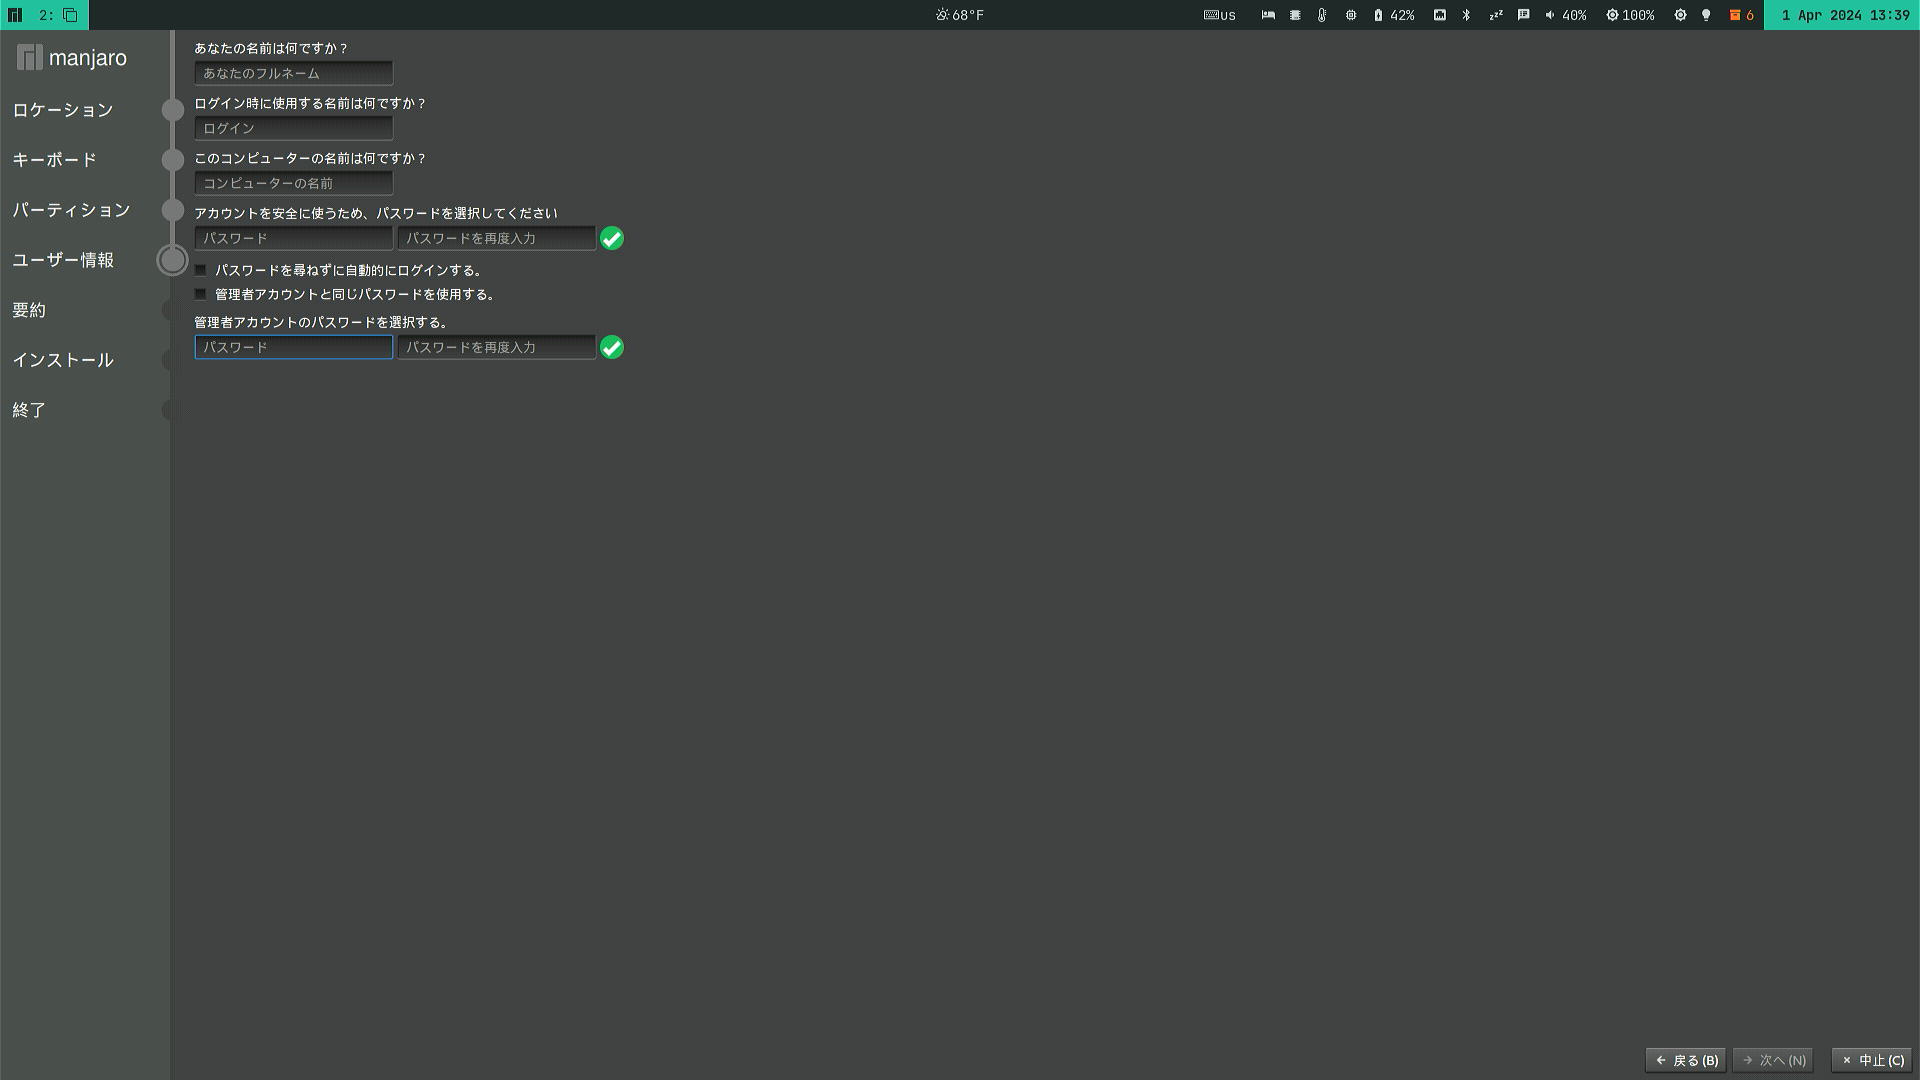 2:
68°F
us
42%
40%
100%
6
1 Apr 2024 13:39
manjaro
ロケーション
キーボード
パーティション
ユーザー情報
要約
インストール
終了
あなたの名前は何ですか？
あなたのフルネーム
ログイン時に使用する名前は何ですか？
ログイン
このコンピューターの名前は何ですか？
コンピューターの名前
アカウントを安全に使うため、パスワードを選択してください
パスワード パスワードを再度入力
パスワードを尋ねずに自動的にログインする。
管理者アカウントと同じパスワードを使用する。
管理者アカウントのパスワードを選択する。
パスワード パスワードを再度入力
戻る(B) 次へ(N) 中止(C)